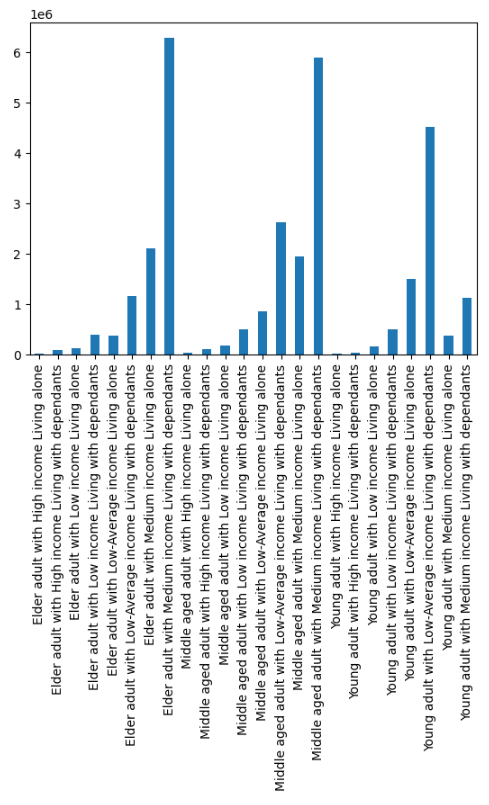 1e6
6
5
4
3
2
1
0
Elder adult with High income Living alone
Elder adult with High income Living with dependants
Elder adult with Low income Living alone
Elder adult with Low income Living with dependants
Elder adult with Low-Average income Living alone
Elder adult with Low-Average income Living with dependants
Elder adult with Medium income Living alone
Elder adult with Medium income Living with dependants
Middle aged adult with High income Living alone
Middle aged adult with High income Living with dependants
Middle aged adult with Low income Living alone
Middle aged adult with Low income Living with dependants
Middle aged adult with Low-Average income Living alone
Middle aged adult with Low-Average income Living with dependants
Middle aged adult with Medium income Living alone
Middle aged adult with Medium income Living with dependants
Young adult with High income Living alone
Young adult with High income Living with dependants
Young adult with Low income Living alone
Young adult with Low income Living with dependants
Young adult with Low-Average income Living alone
Young adult with Low-Average income Living with dependants
Young adult with Medium income Living alone
Young adult with Medium income Living with dependants